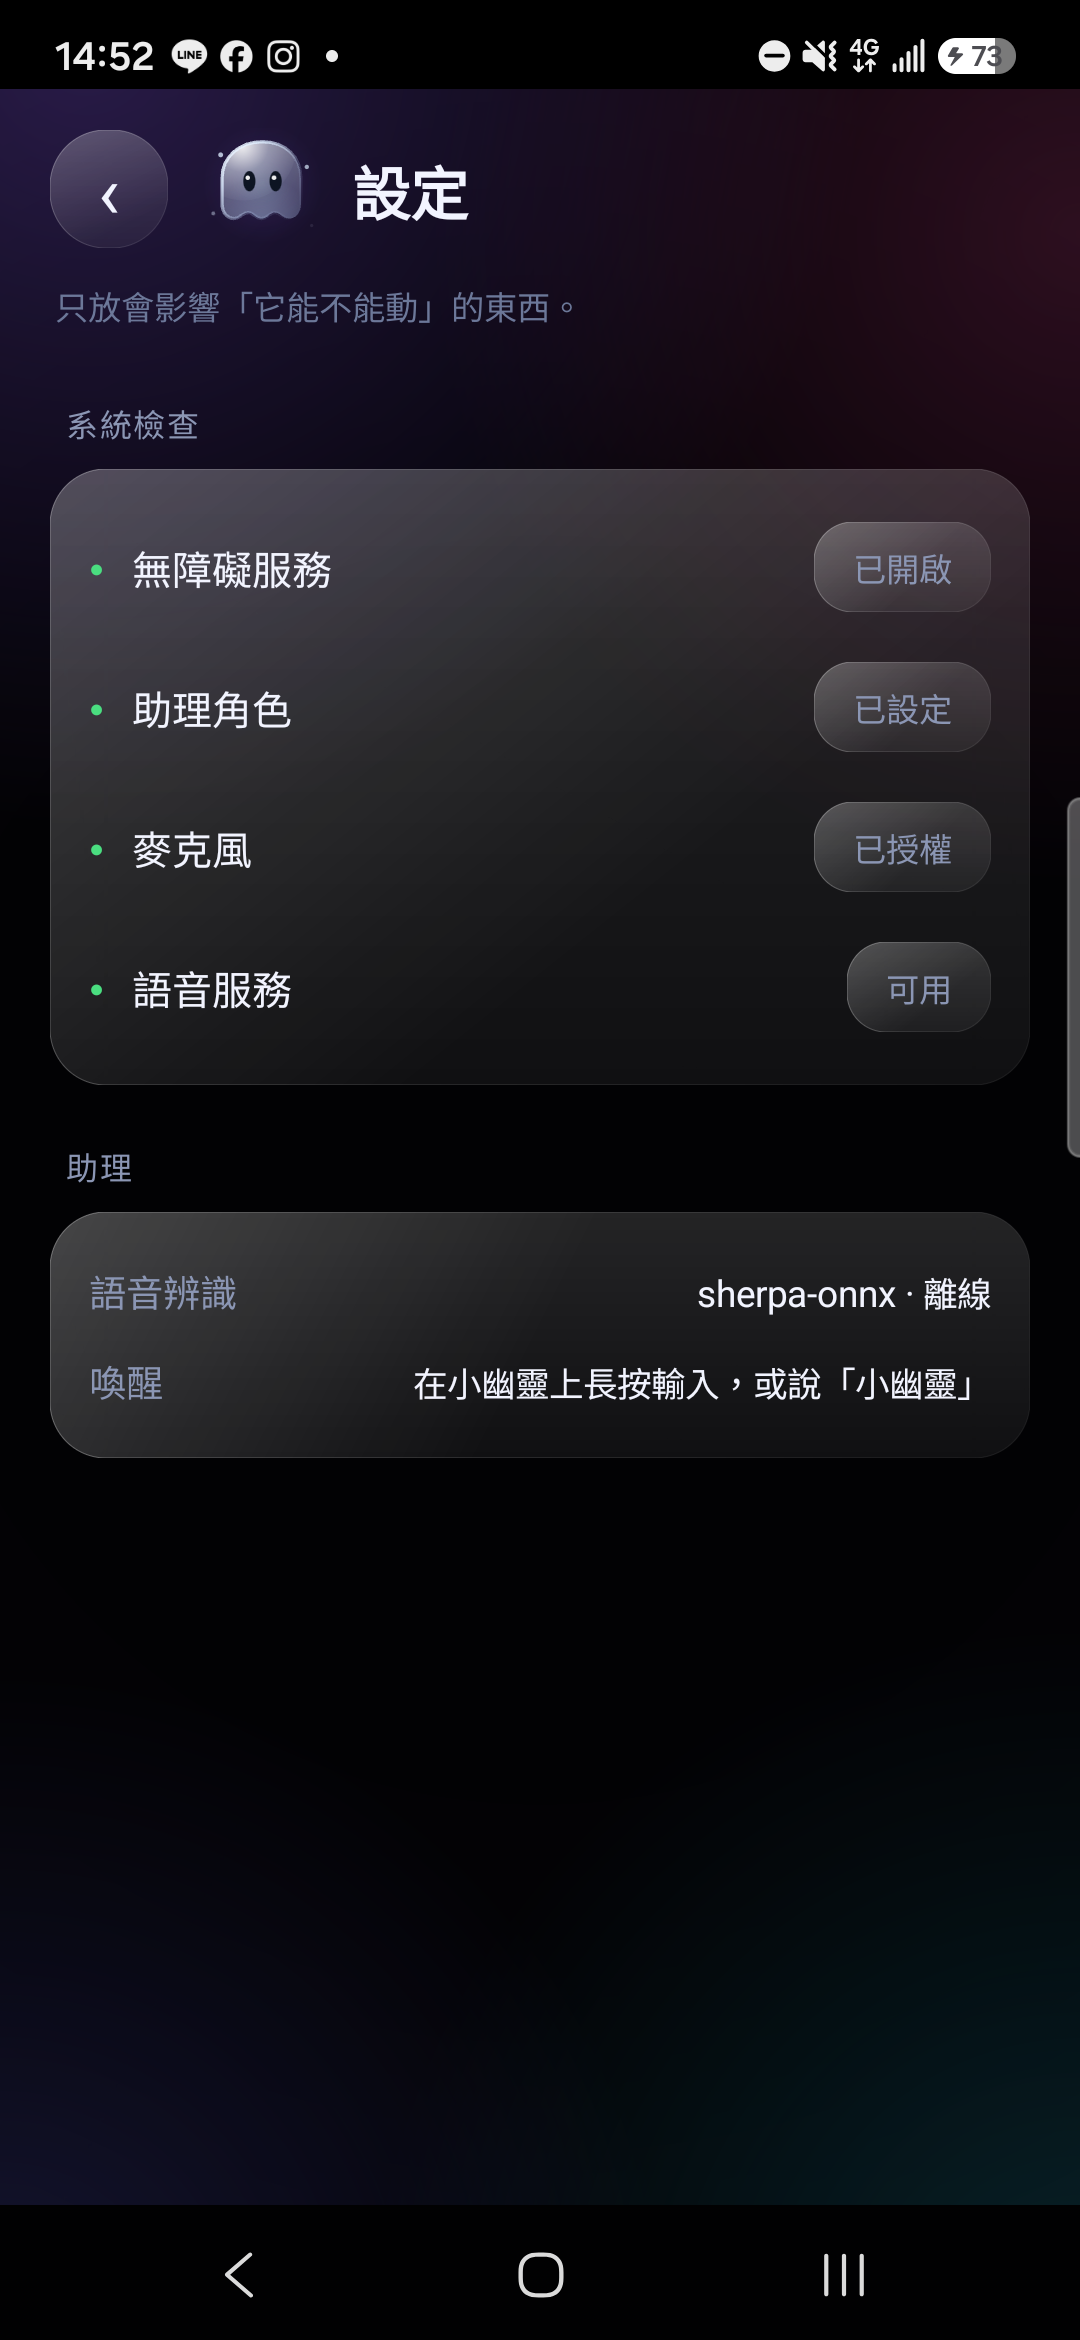 14:52 LINE 4G 73
設定
只放會影響「它能不能動」的東西。
系統檢查
無障礙服務 已開啟
助理角色 已設定
麥克風 已授權
語音服務 可用
助理
語音辨識 sherpa-onnx · 離線
喚醒 在小幽靈上長按輸入，或說「小幽靈」